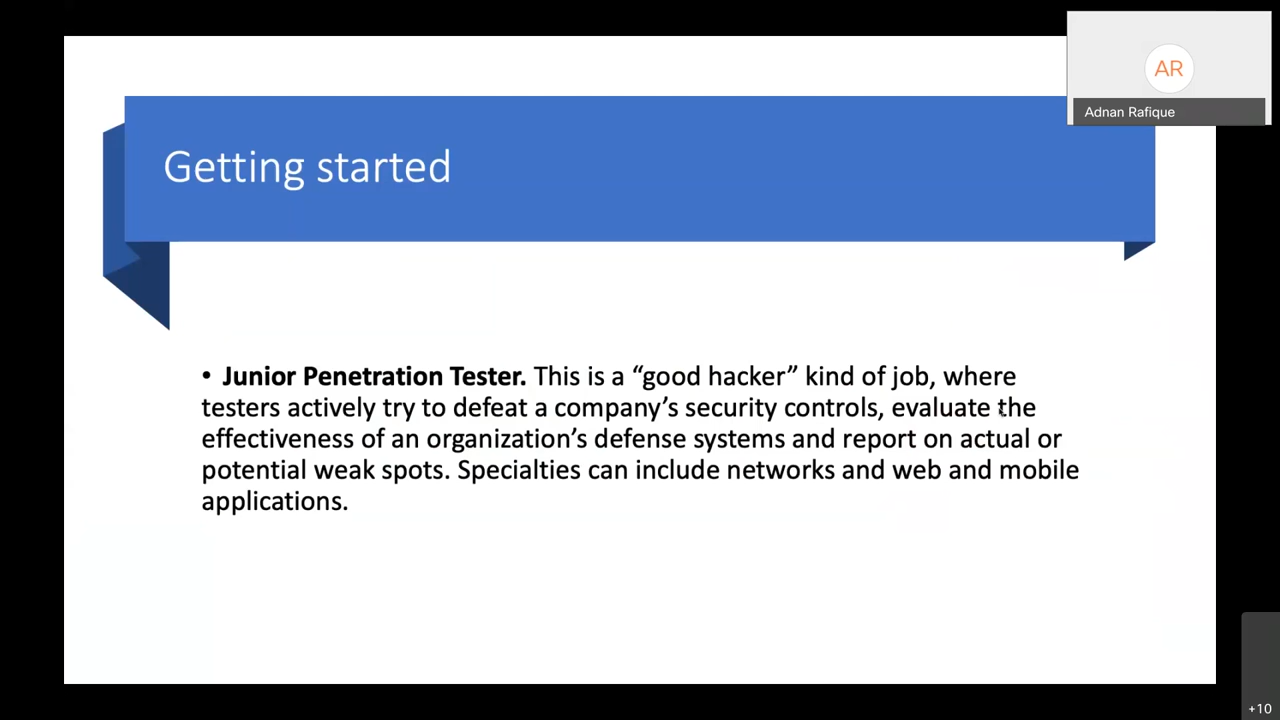 AR
Adnan Rafique
Getting started
• Junior Penetration Tester. This is a “good hacker” kind of job, where
testers actively try to defeat a company’s security controls, evaluate the
effectiveness of an organization’s defense systems and report on actual or
potential weak spots. Specialties can include networks and web and mobile
applications.
+10